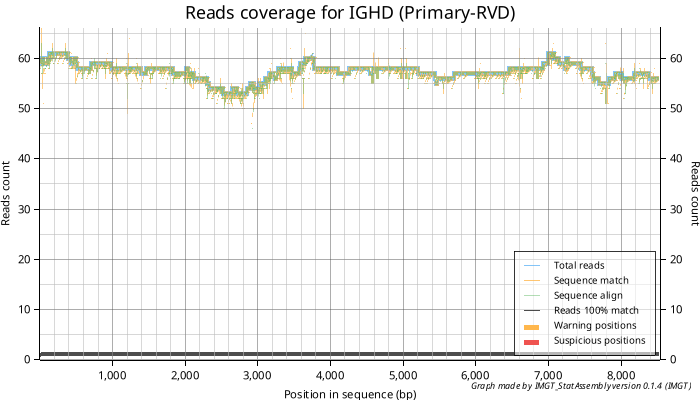 Reads coverage for IGHD (Primary-RVD)
60
50
40
30
20
10
0
Reads count
60
50
40
30
20
10
0
Reads count
Total reads
Sequence match
Sequence align
Reads 100% match
Warning positions
Suspicious positions
1,000 2,000 3,000 4,000 5,000 6,000 7,000 8,000
Position in sequence (bp)
Graph made by IMGT_StatAssembly version 0.1.4 (IMGT)